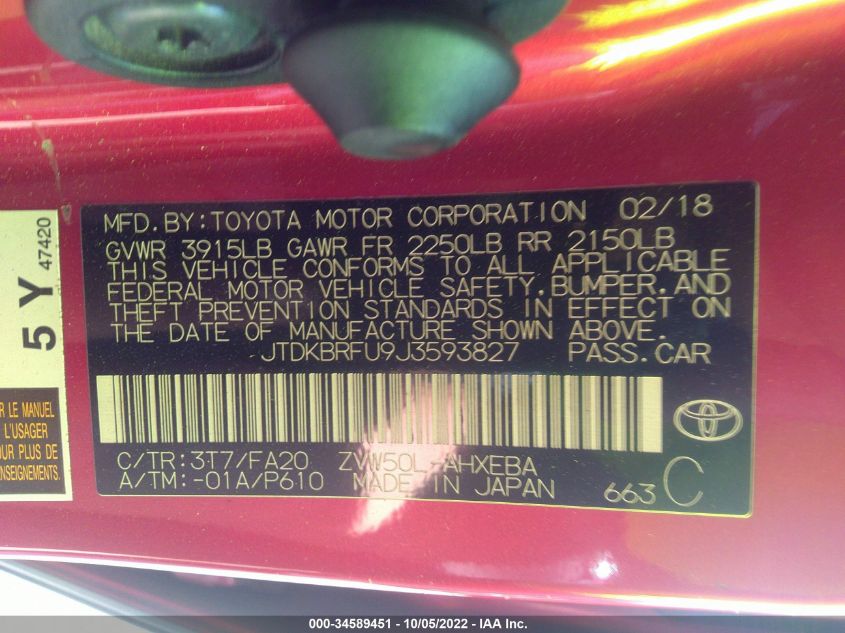 MFD.BY:TOYOTA MOTOR CORPORATION 02/18
GVWR 3915LB GAWR FR 2250LB RR 2150LB
THIS VEHICLE CONFORMS TO ALL APPLICABLE
FEDERAL MOTOR VEHICLE SAFETY,BUMPER,AND
THEFT PREVENTION STANDARDS IN EFFECT ON
THE DATE OF MANUFACTURE SHOWN ABOVE.
JTDKBRFU9J3593827 PASS.CAR
C/TR:3T7/FA20 ZVW50L-AHXEBA
A/TM:-01A/P610 MADE IN JAPAN 663 C
5 Y 47420
R LE MANUEL
L'USAGER
OUR PLUS DE
NSEIGNEMENTS
000-34589451 - 10/05/2022 - IAA Inc.